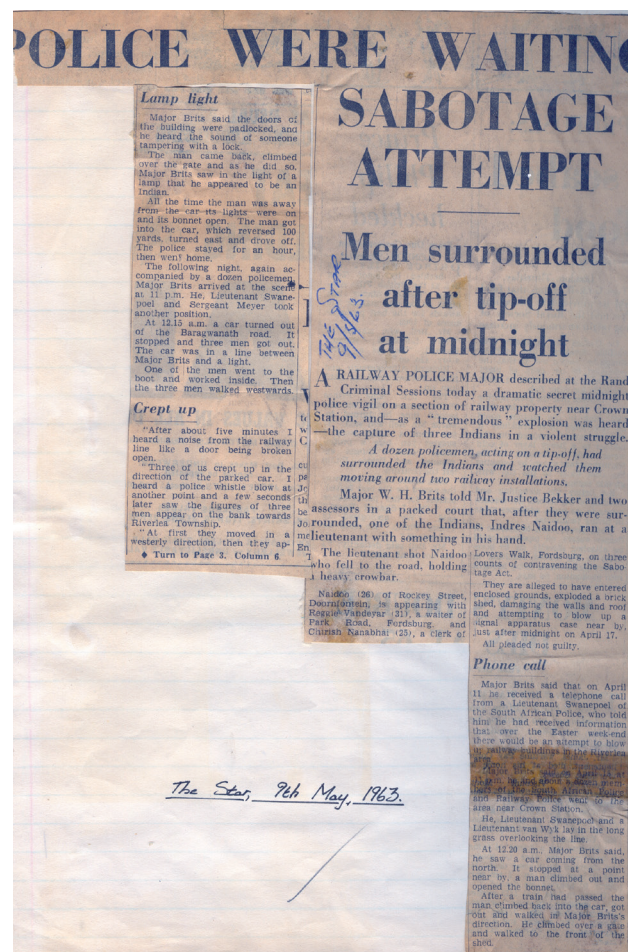 POLICE WERE WAITING
SABOTAGE
ATTEMPT
Men surrounded
after tip-off
at midnight
THE STAR
9/5/63.
A RAILWAY POLICE MAJOR described at the Rand
Criminal Sessions today a dramatic secret midnight
police vigil on a section of railway property near Crown
Station, and—as a "tremendous" explosion was heard
—the capture of three Indians in a violent struggle.
A dozen policemen, acting on a tip-off, had
surrounded the Indians and watched them
moving around two railway installations.
Major W. H. Brits told Mr. Justice Bekker and two
assessors in a packed court that, after they were sur-
rounded, one of the Indians, Indres Naidoo, ran at a
lieutenant with something in his hand.
The lieutenant shot Naidoo
who fell to the road, holding
a heavy crowbar.
Naidoo (26) of Rockey Street,
Doornfontein, is appearing with
Reggie Vandeyar (31), a waiter of
Park Road, Ferdsburg, and
Chirish Nanabhai (25), a clerk of
Lovers Walk, Fordsburg, on three
counts of contravening the Sabo-
tage Act.
They are alleged to have entered
enclosed grounds, exploded a brick
shed, damaging the walls and roof
and attempting to blow up a
signal apparatus case near by,
just after midnight on April 17.
All pleaded not guilty.
Phone call
Major Brits said that on April
11 he received a telephone call
from a Lieutenant Swanepoel of
the South African Police, who told
him he had received information
that over the Easter week-end
there would be an attempt to blow
up railway buildings in the Riverlea
and Railway Police went to the
area near Crown Station.
He, Lieutenant Swanepoel and a
Lieutenant van Wyk lay in the long
grass overlooking the line.
At 12.20 a.m. Major Brits said,
he saw a car coming from the
north. It stopped at a point
near by, a man climbed out and
opened the bonnet.
After a train had passed the
man climbed back into the car, got
out and walked in Major Brits's
direction. He climbed over a gate
and walked to the front of the
shed.
Lamp light
Major Brits said the doors of
the building were padlocked, and
he heard the sound of someone
tampering with a lock.
The man came back, climbed
over the gate and as he did so,
Major Brits saw in the light of a
lamp that he appeared to be an
Indian.
All the time the man was away
from the car its lights were on
and its bonnet open. The man got
into the car, which reversed 100
yards, turned east and drove off.
The police stayed for an hour,
then went home.
The following night, again ac-
companied by a dozen policemen,
Major Brits arrived at the scene
at 11 p.m. He, Lieutenant Swane-
poel and Sergeant Meyer took
another position.
At 12.15 a.m. a car turned out
of the Baragwanath road. It
stopped and three men got out.
The car was in a line between
Major Brits and a light.
One of the men went to the
boot and worked inside. Then
the three men walked westwards.
Crept up
"After about five minutes I
heard a noise from the railway
line like a door being broken
open.
"Three of us crept up in the
direction of the parked car. I
heard a police whistle blow at
another point and a few seconds
later saw the figures of three
men appear on the bank towards
Riverlea Township.
"At first they moved in a
westerly direction, then they ap-
◆ Turn to Page 3, Column 6
The Star, 9th May, 1963.